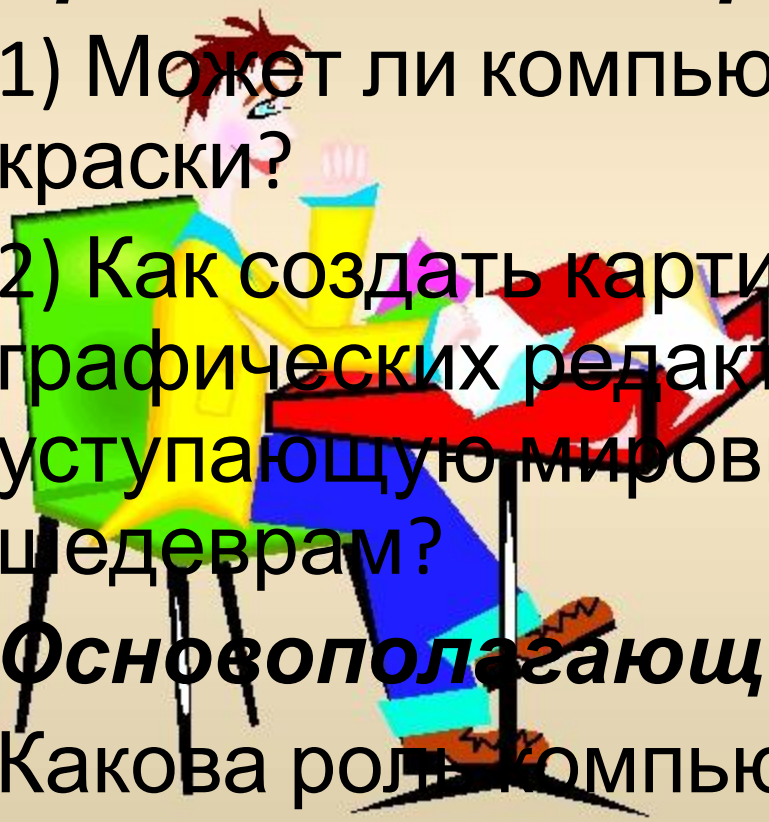 1) Может ли компью
краски?
2) Как создать карти
графических редакт
уступающую миров
шедеврам?
Основополагающ
Какова роль компью